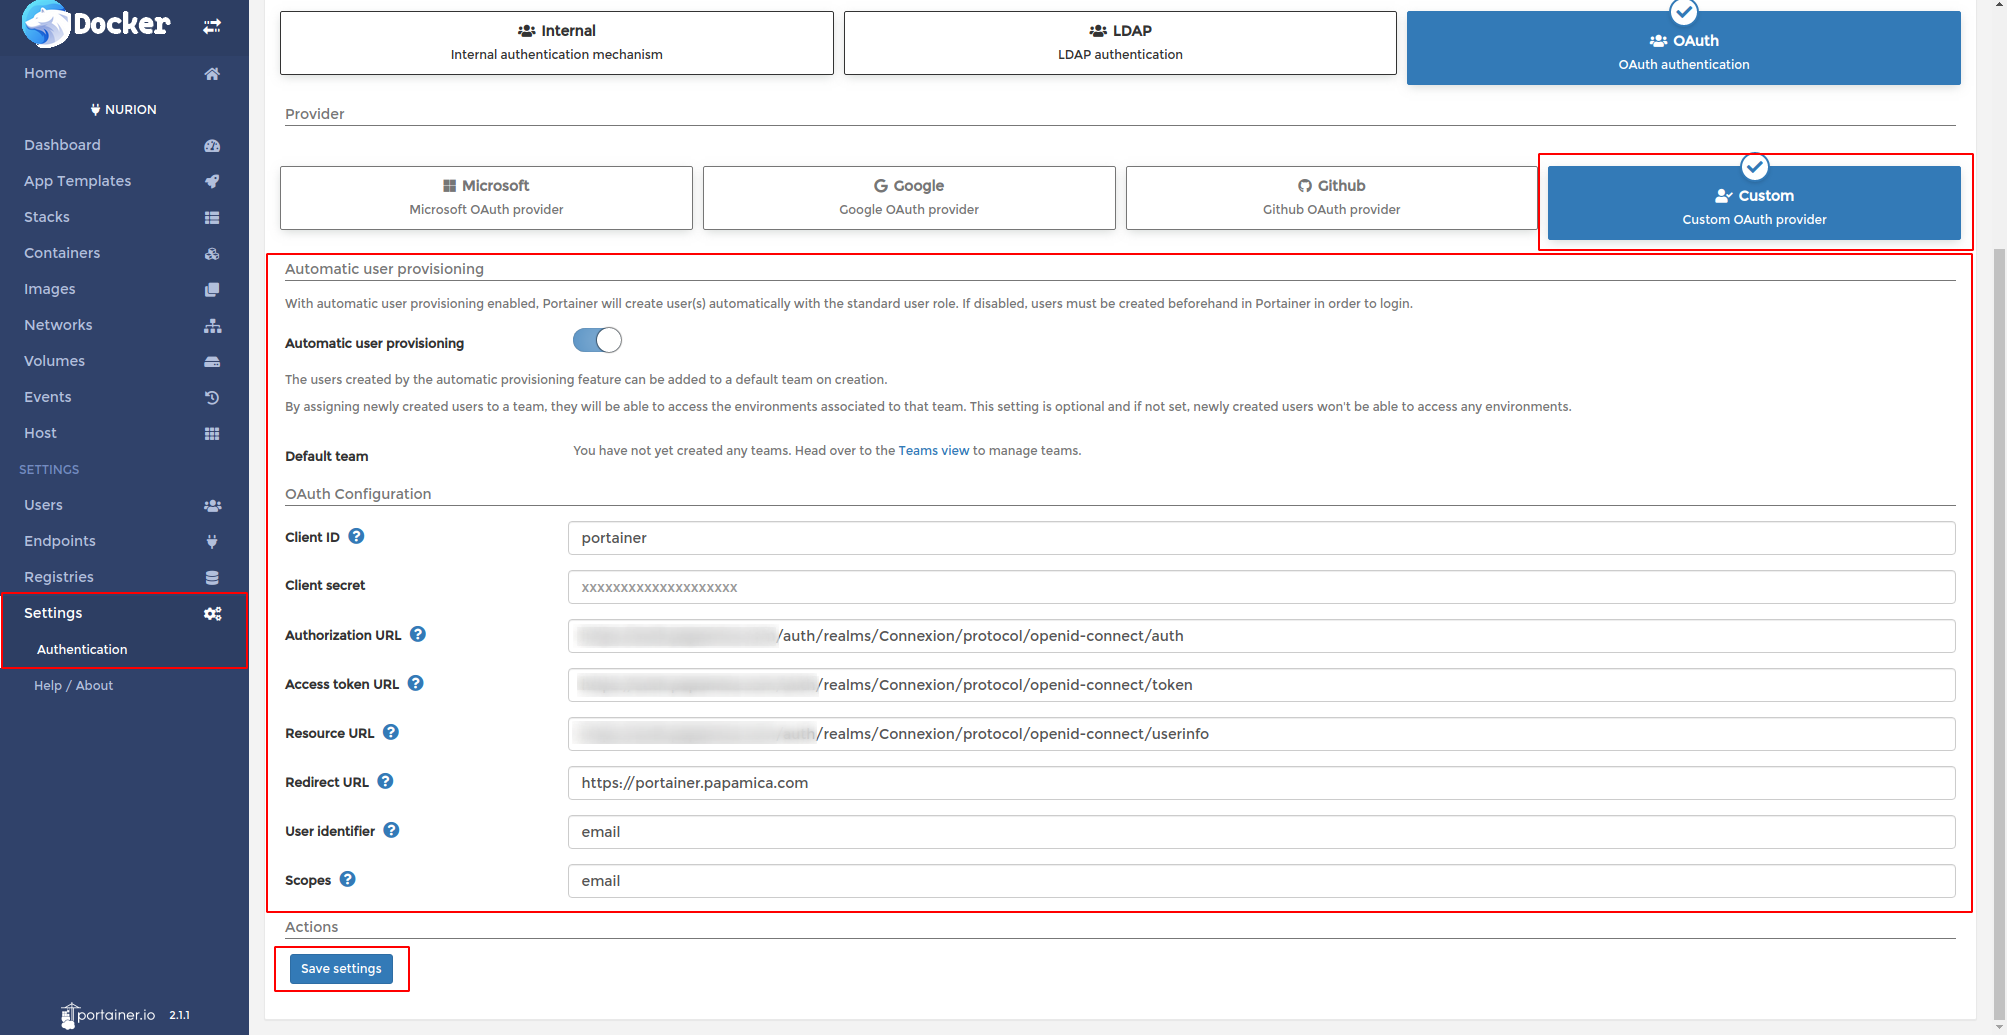 Docker
Home
NURION
Dashboard
App Templates
Stacks
Containers
Images
Networks
Volumes
Events
Host
SETTINGS
Users
Endpoints
Registries
Settings
Authentication
Help / About
portainer.io 2.1.1
Internal
Internal authentication mechanism
LDAP
LDAP authentication
OAuth
OAuth authentication
Provider
Microsoft
Microsoft OAuth provider
Google
Google OAuth provider
Github
Github OAuth provider
Custom
Custom OAuth provider
Automatic user provisioning
With automatic user provisioning enabled, Portainer will create user(s) automatically with the standard user role. If disabled, users must be created beforehand in Portainer in order to login.
Automatic user provisioning
The users created by the automatic provisioning feature can be added to a default team on creation.
By assigning newly created users to a team, they will be able to access the environments associated to that team. This setting is optional and if not set, newly created users won't be able to access any environments.
Default team You have not yet created any teams. Head over to the Teams view to manage teams.
OAuth Configuration
Client ID ? portainer
Client secret xxxxxxxxxxxxxxxxxxxx
Authorization URL ? /auth/realms/Connexion/protocol/openid-connect/auth
Access token URL ? /realms/Connexion/protocol/openid-connect/token
Resource URL ? /realms/Connexion/protocol/openid-connect/userinfo
Redirect URL ? https://portainer.papamica.com
User identifier ? email
Scopes ? email
Actions
Save settings